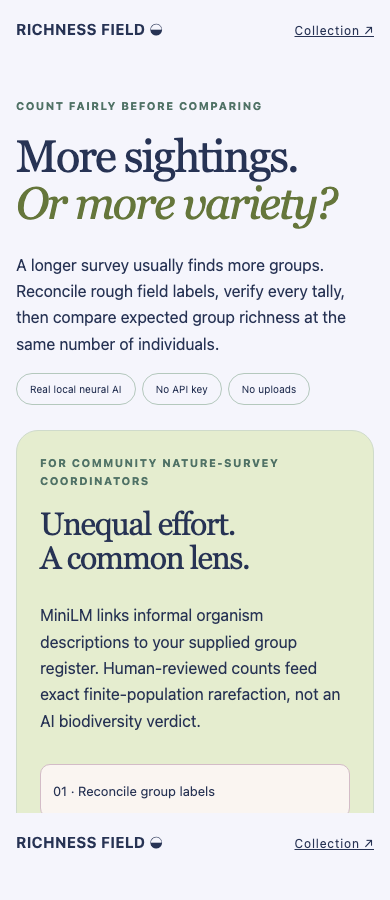 RICHNESS FIELD
Collection ↗
COUNT FAIRLY BEFORE COMPARING
More sightings.
Or more variety?
A longer survey usually finds more groups.
Reconcile rough field labels, verify every tally,
then compare expected group richness at the
same number of individuals.
Real local neural AI
No API key
No uploads
FOR COMMUNITY NATURE-SURVEY
COORDINATORS
Unequal effort.
A common lens.
MiniLM links informal organism
descriptions to your supplied group
register. Human-reviewed counts feed
exact finite-population rarefaction, not an
AI biodiversity verdict.
01 · Reconcile group labels
RICHNESS FIELD
Collection ↗